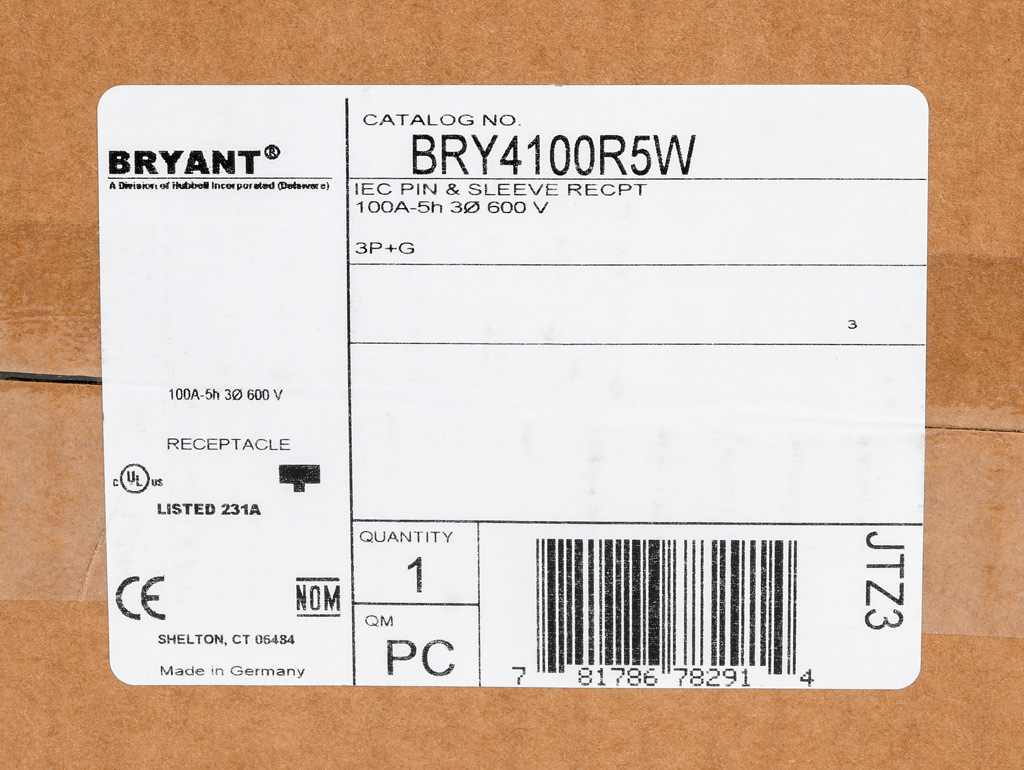 BRYANT®
A Division of Hubbell Incorporated (Delaware)
100A-5h 3Ø 600 V
RECEPTACLE
C UL US
LISTED 231A
CE
NOM
SHELTON, CT 06484
Made in Germany
CATALOG NO.
BRY4100R5W
IEC PIN & SLEEVE RECPT
100A-5h 3Ø 600 V
3P+G
3
QUANTITY
1
QM
PC
7 81786 78291 4
JTZ3